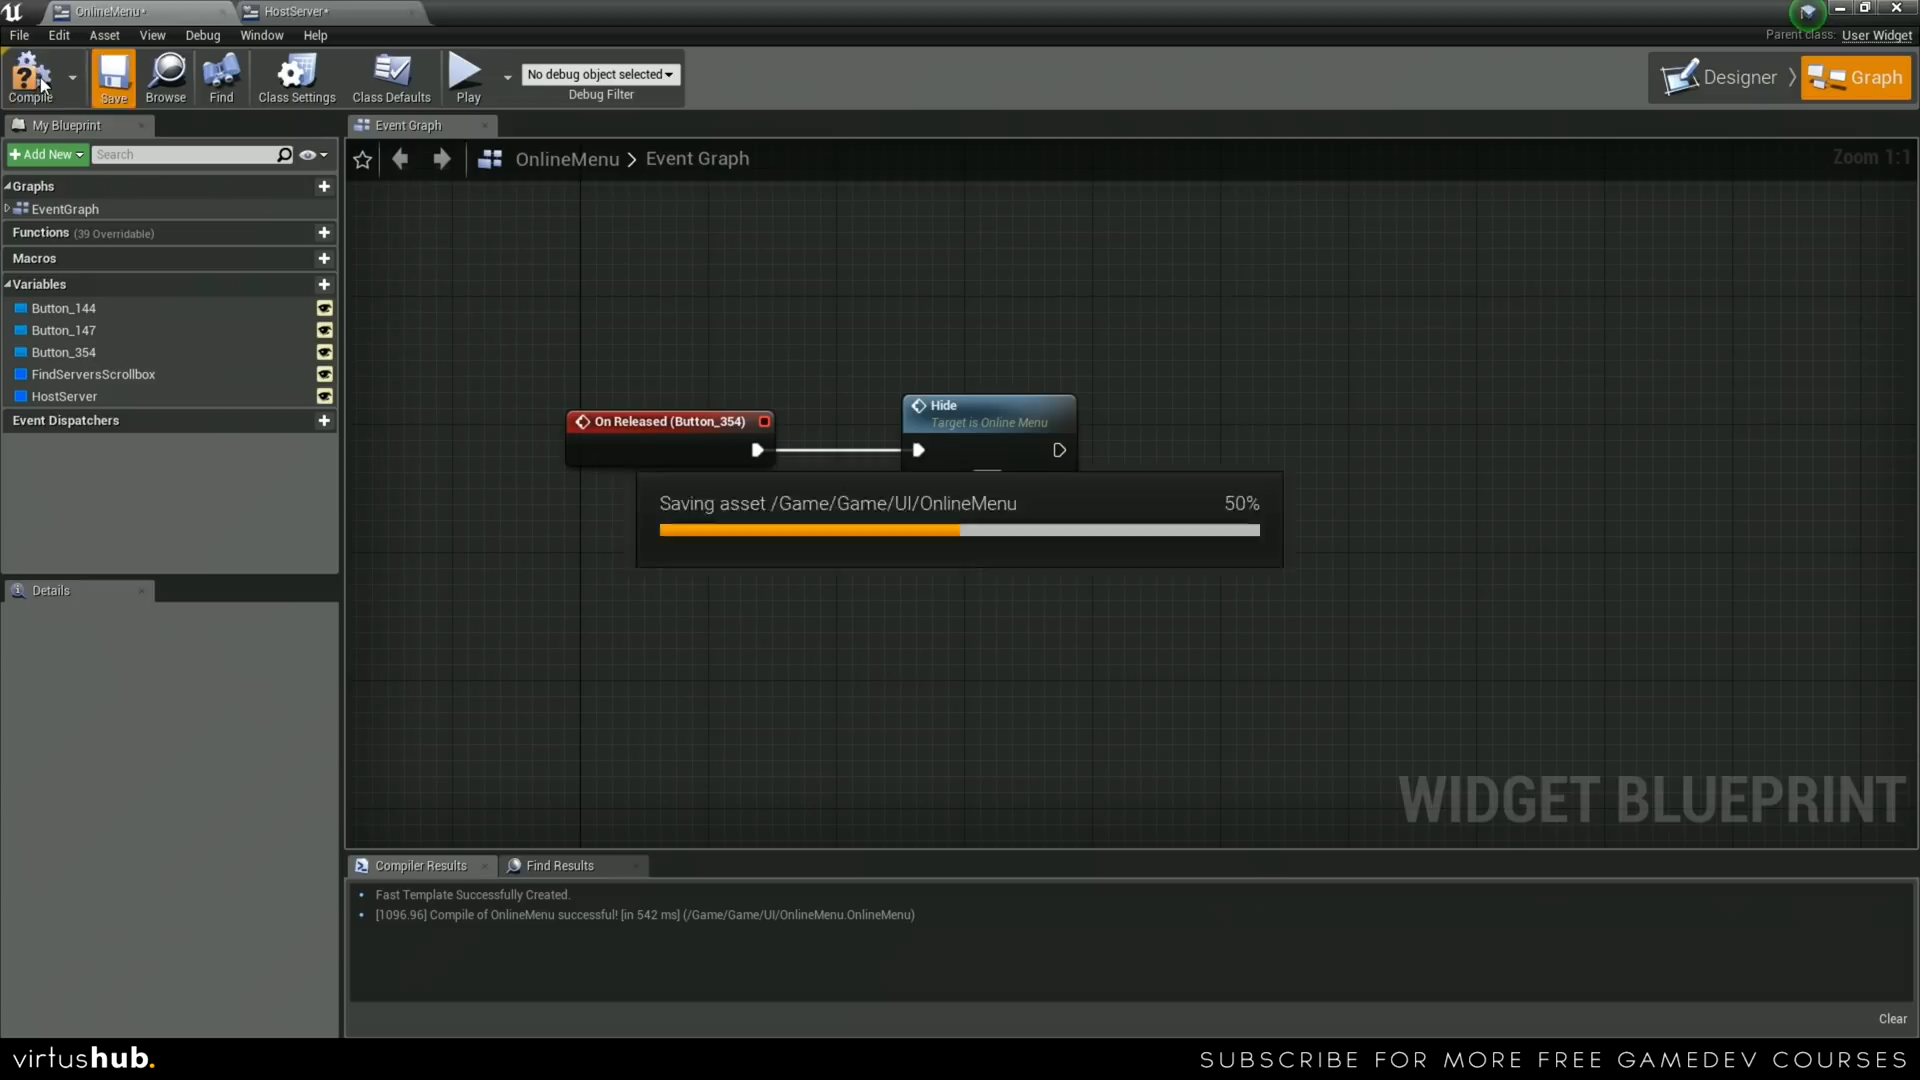 OnlineMenu*
HostServer*
File Edit Asset View Debug Window Help
Parent class: User Widget
Compile Save Browse Find Class Settings Class Defaults Play
No debug object selected
Debug Filter
Designer Graph
My Blueprint
Event Graph
Add New Search
OnlineMenu > Event Graph
Zoom 1:1
Graphs
EventGraph
Functions (39 Overridable)
Macros
Variables
Button_144
Button_147
Button_354
FindServersScrollbox
HostServer
Event Dispatchers
On Released (Button_354)
Hide
Target is Online Menu
Saving asset /Game/Game/UI/OnlineMenu 50%
Details
WIDGET BLUEPRINT
Compiler Results
Find Results
Fast Template Successfully Created.
[1096.96] Compile of OnlineMenu successful! [in 542 ms] (/Game/Game/UI/OnlineMenu.OnlineMenu)
Clear
virtushub.
SUBSCRIBE FOR MORE FREE GAMEDEV COURSES